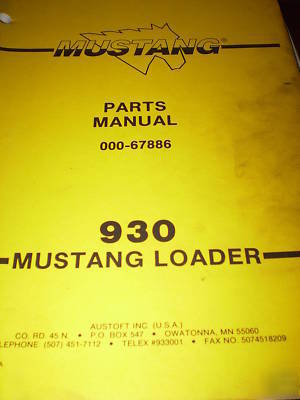 MUSTANG®
PARTS
MANUAL
000-67886
930
MUSTANG LOADER
AUSTOFT INC. (U.S.A.)
CO. RD. 45 N. • P.O. BOX 547 • OWATONNA, MN 55060
ELEPHONE (507) 451-7112 • TELEX #933001 • FAX NO. 5074518209
A